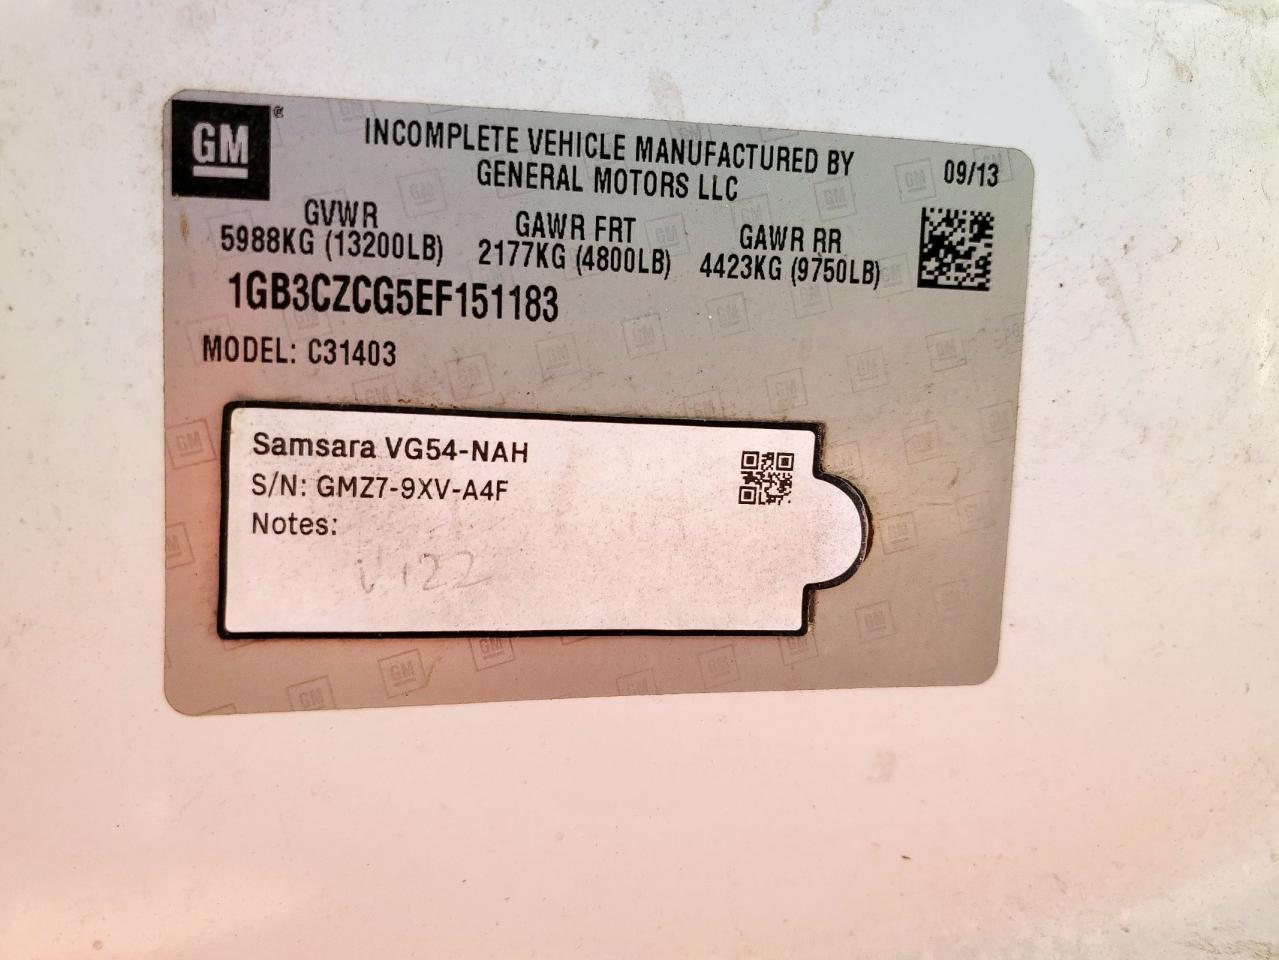 GM
INCOMPLETE VEHICLE MANUFACTURED BY
GENERAL MOTORS LLC
09/13
GVWR GAWR FRT GAWR RR
5988KG (13200LB) 2177KG (4800LB) 4423KG (9750LB)
1GB3CZCG5EF151183
MODEL: C31403
Samsara VG54-NAH
S/N: GMZ7-9XV-A4F
Notes: